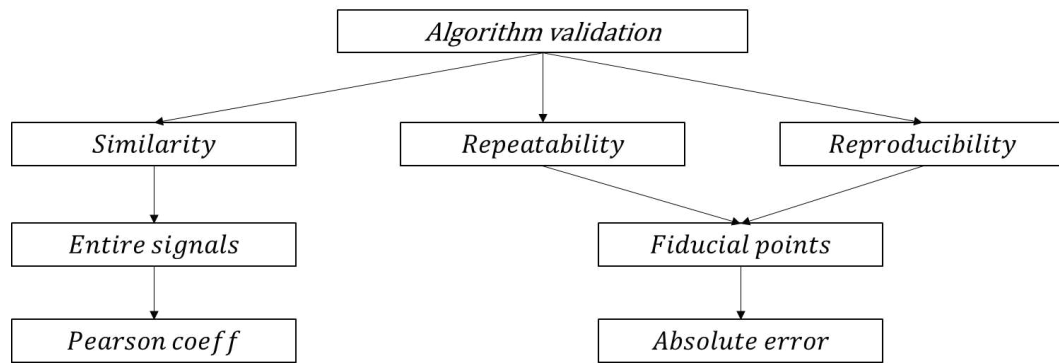 Algorithm validation
Similarity
Repeatability
Reproducibility
Entire signals
Fiducial points
Pearson coeff
Absolute error